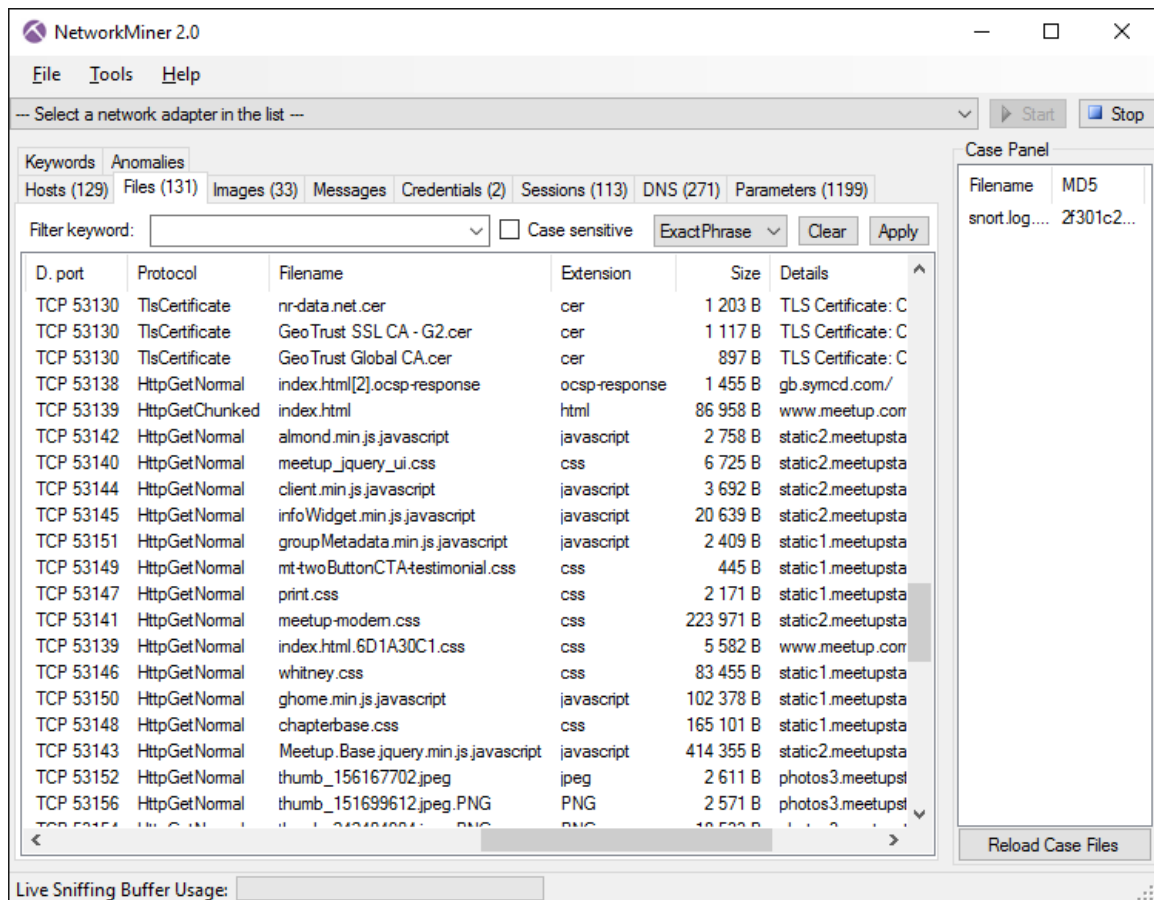 NetworkMiner 2.0
File Tools Help
--- Select a network adapter in the list --- Start Stop
Keywords Anomalies
Hosts (129) Files (131) Images (33) Messages Credentials (2) Sessions (113) DNS (271) Parameters (1199)
Filter keyword: Case sensitive ExactPhrase Clear Apply
D. port Protocol Filename Extension Size Details
TCP 53130 TlsCertificate nr-data.net.cer cer 1 203 B TLS Certificate: C
TCP 53130 TlsCertificate GeoTrust SSL CA - G2.cer cer 1 117 B TLS Certificate: C
TCP 53130 TlsCertificate GeoTrust Global CA.cer cer 897 B TLS Certificate: C
TCP 53138 HttpGetNormal index.html[2].ocsp-response ocsp-response 1 455 B gb.symcd.com/
TCP 53139 HttpGetChunked index.html html 86 958 B www.meetup.com
TCP 53142 HttpGetNormal almond.min.js.javascript javascript 2 758 B static2.meetupsta
TCP 53140 HttpGetNormal meetup_jquery_ui.css css 6 725 B static2.meetupsta
TCP 53144 HttpGetNormal client.min.js.javascript javascript 3 692 B static2.meetupsta
TCP 53145 HttpGetNormal infoWidget.min.js.javascript javascript 20 639 B static2.meetupsta
TCP 53151 HttpGetNormal groupMetadata.min.js.javascript javascript 2 409 B static1.meetupsta
TCP 53149 HttpGetNormal mt-twoButtonCTA-testimonial.css css 445 B static1.meetupsta
TCP 53147 HttpGetNormal print.css css 2 171 B static1.meetupsta
TCP 53141 HttpGetNormal meetup-modern.css css 223 971 B static2.meetupsta
TCP 53139 HttpGetNormal index.html.6D1A30C1.css css 5 582 B www.meetup.com
TCP 53146 HttpGetNormal whitney.css css 83 455 B static1.meetupsta
TCP 53150 HttpGetNormal ghome.min.js.javascript javascript 102 378 B static1.meetupsta
TCP 53148 HttpGetNormal chapterbase.css css 165 101 B static1.meetupsta
TCP 53143 HttpGetNormal Meetup.Base.jquery.min.js.javascript javascript 414 355 B static2.meetupsta
TCP 53152 HttpGetNormal thumb_156167702.jpeg jpeg 2 611 B photos3.meetupst
TCP 53156 HttpGetNormal thumb_151699612.jpeg.PNG PNG 2 571 B photos3.meetupst
Case Panel
Filename MD5
snort.log.... 2f301c2...
Reload Case Files
Live Sniffing Buffer Usage: